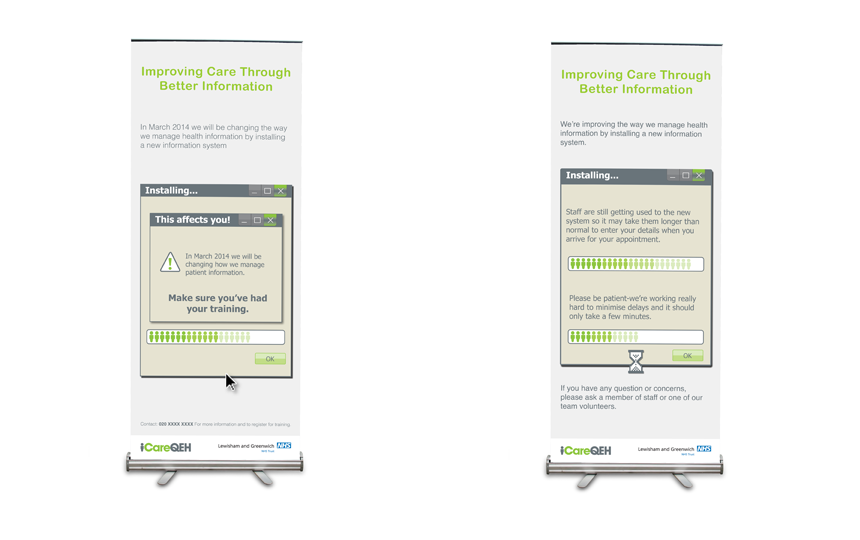 Improving Care Through
Better Information
In March 2014 we will be changing the way
we manage health information by installing
a new information system
Installing...
This affects you!
In March 2014 we will be
changing how we manage
patient information.
Make sure you've had
your training.
OK
Contact: 020 XXXX XXXX For more information and to register for training
iCareQEH
Lewisham and Greenwich NHS
NHS Trust
Improving Care Through
Better Information
We're improving the way we manage health
information by installing a new information
system.
Installing...
Staff are still getting used to the new
system so it may take them longer than
normal to enter your details when you
arrive for your appointment.
Please be patient-we're working really
hard to minimise delays and it should
only take a few minutes.
OK
If you have any question or concerns,
please ask a member of staff or one of our
team volunteers.
iCareQEH
Lewisham and Greenwich NHS
NHS Trust